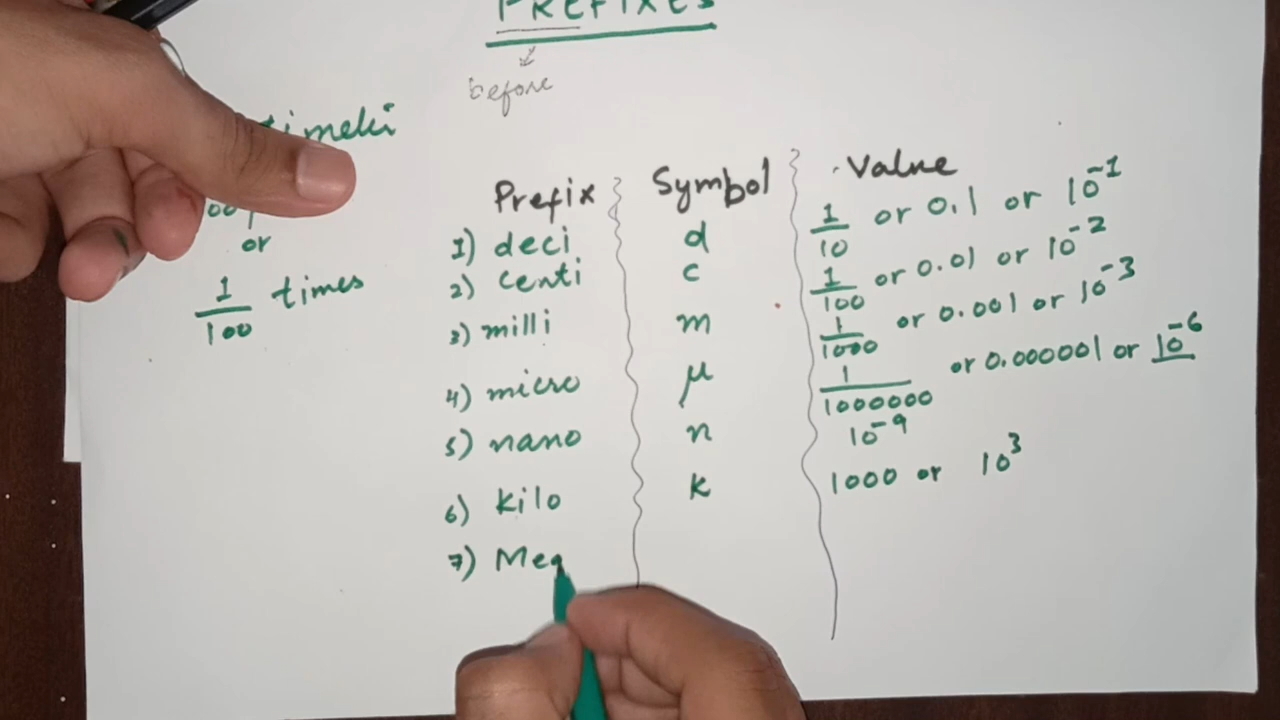 PREFIXES
before
Prefix Symbol Value
1) deci d 1/10 or 0.1 or 10⁻¹
2) centi c 1/100 or 0.01 or 10⁻²
3) milli m 1/1000 or 0.001 or 10⁻³
4) micro μ 1/1000000 or 0.000001 or 10⁻⁶
5) nano n 10⁻⁹
6) kilo k 1000 or 10³
7) Meg
or
1/100 times